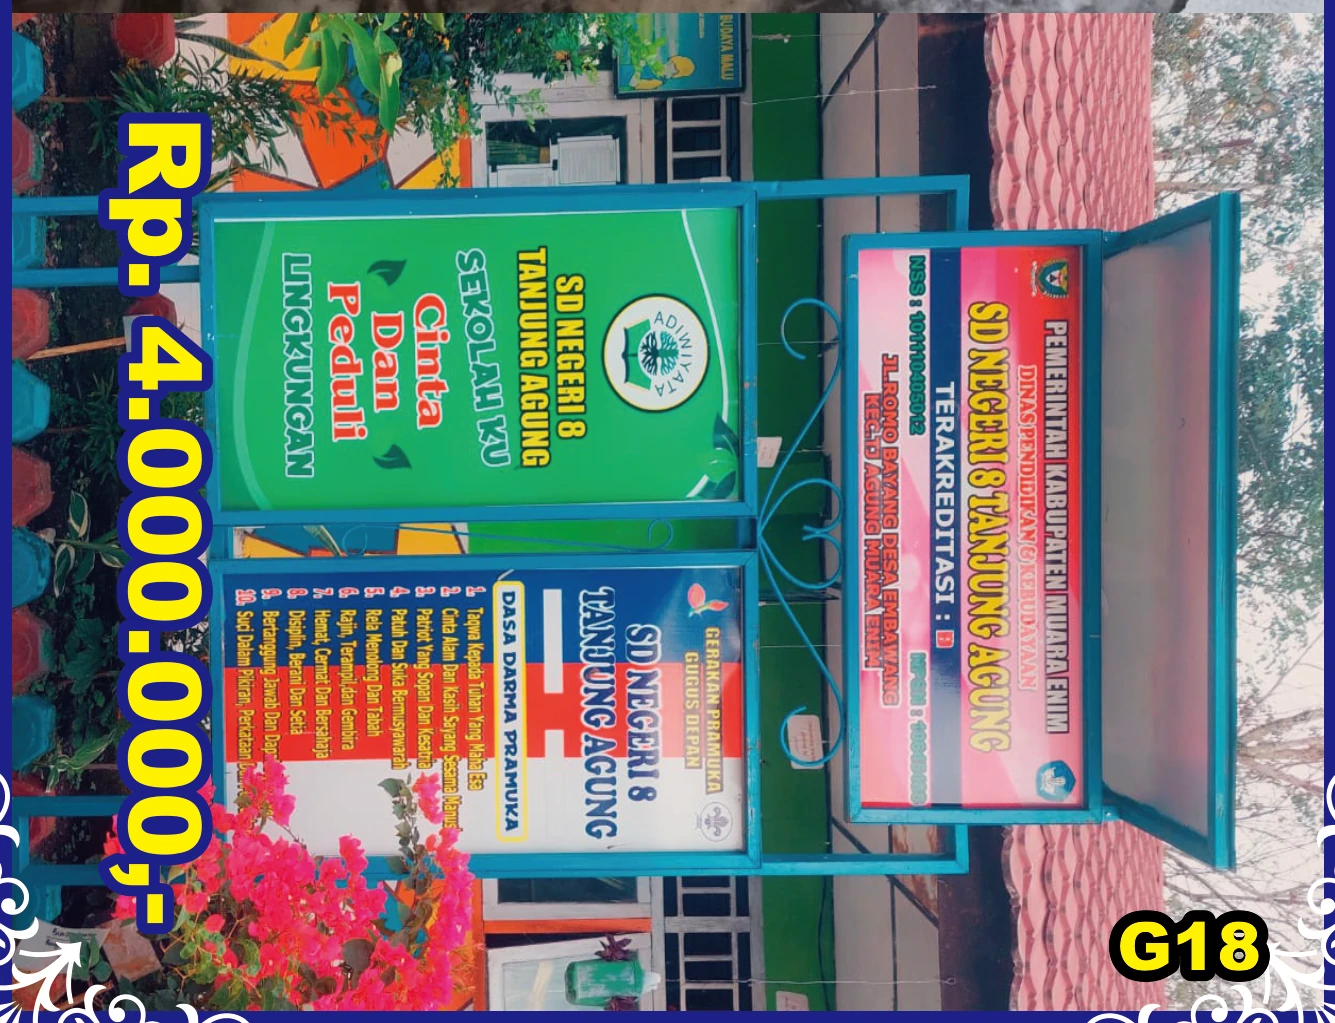 PEMERINTAH KABUPATEN MUARA ENIM
DINAS PENDIDIKAN & KEBUDAYAAN
SD NEGERI 8 TANJUNG AGUNG
TERAKREDITASI : B
NSS : 101110405012
NPSN :
JL.ROMO BAYANG DESA EMBAWANG
KEC.TJ AGUNG MUARA ENIM
BUDAYA MALU
ADIWIYATA
SD NEGERI 8
TANJUNG AGUNG
SEKOLAH KU
Cinta
Dan
Peduli
LINGKUNGAN
GERAKAN PRAMUKA
GUGUS DEPAN
SD NEGERI 8
TANJUNG AGUNG
DASA DARMA PRAMUKA
1. Taqwa Kepada Tuhan Yang Maha Esa
2. Cinta Alam Dan Kasih Sayang Sesama Manus
3. Patriot Yang Sopan Dan Kesatria
4. Patuh Dan Suka Bermusyawarah
5. Rela Menolong Dan Tabah
6. Rajin, Terampil,dan Gembira
7. Hemat, Cermat Dan Bersahaja
8. Disiplin, Berani Dan Setia
9. Bertanggung Jawab Dan Dap
10. Suci Dalam Pikiran, Perkataan
Rp. 4.000.000,-
G18